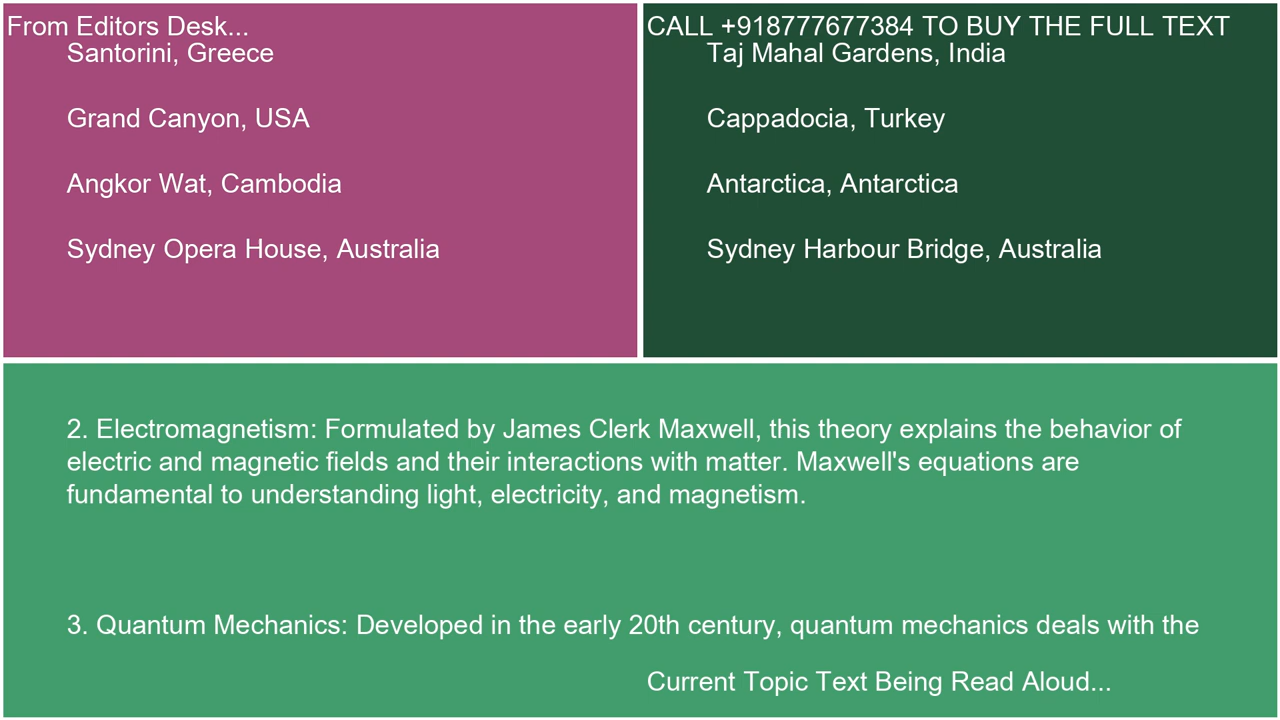 From Editors Desk...
Santorini, Greece
Grand Canyon, USA
Angkor Wat, Cambodia
Sydney Opera House, Australia
CALL +918777677384 TO BUY THE FULL TEXT
Taj Mahal Gardens, India
Cappadocia, Turkey
Antarctica, Antarctica
Sydney Harbour Bridge, Australia
2. Electromagnetism: Formulated by James Clerk Maxwell, this theory explains the behavior of
electric and magnetic fields and their interactions with matter. Maxwell's equations are
fundamental to understanding light, electricity, and magnetism.
3. Quantum Mechanics: Developed in the early 20th century, quantum mechanics deals with the
Current Topic Text Being Read Aloud...